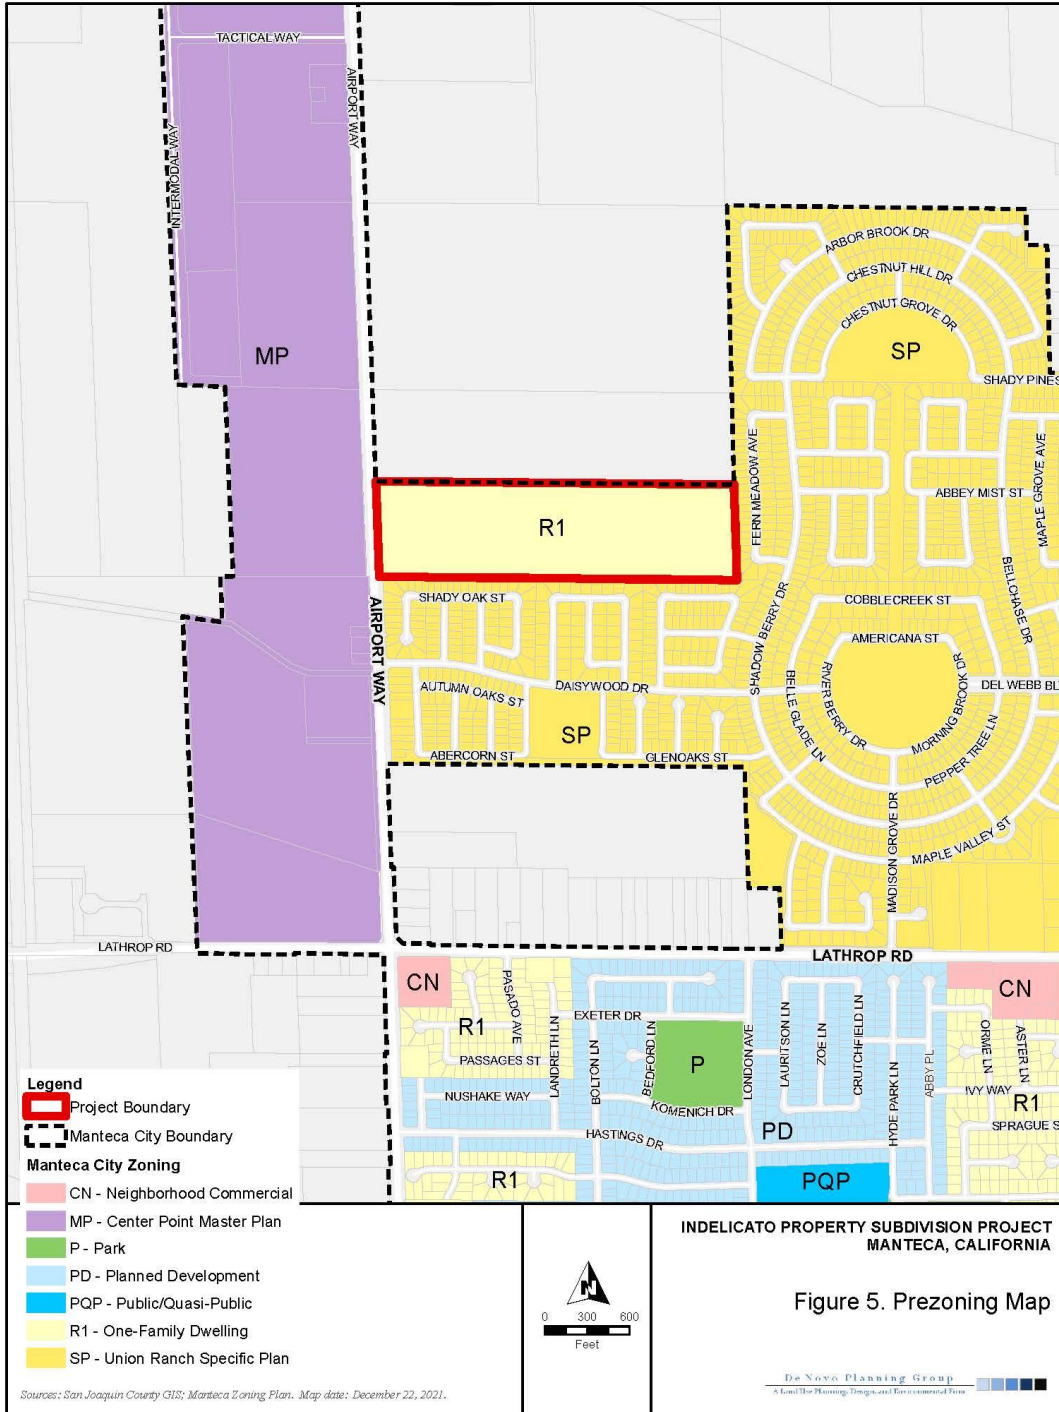 TACTICAL WAY
AIRPORT WAY
INTERMODAL WAY
MP
ARBOR BROOK DR
CHESTNUT HILL DR
CHESTNUT GROVE DR
SP
SHADY PINES
FERN MEADOW AVE
MAPLE GROVE AVE
ABBEY MIST ST
R1
BELLCHASE DR
SHADY OAK ST
COBBLECREEK ST
AIRPORT WAY
SHADOW BERRY DR
AMERICANA ST
BELLE GLADE LN
RIVER BERRY DR
MORNING BROOK DR
DEL WEBB BL
AUTUMN OAKS ST
DAISYWOOD DR
SP
ABERCORN ST
GLENOAKS ST
PEPPER TREE LN
MADISON GROVE DR
MAPLE VALLEY ST
LATHROP RD
LATHROP RD
CN
PASADO AVE
R1
PASSAGES ST
LANDRETH LN
EXETER DR
BOLTON LN
BEDFORD LN
P
LONDON AVE
LAURITSON LN
ZOE LN
CRUTCHFIELD LN
HYDE PARK LN
ABBY PL
CN
ORME LN
ASTER LN
IVY WAY
R1
SPRAGUE S
NUSHAKE WAY
KOMENICH DR
HASTINGS DR
PD
R1
PQP
Legend
Project Boundary
Manteca City Boundary
Manteca City Zoning
CN - Neighborhood Commercial
MP - Center Point Master Plan
P - Park
PD - Planned Development
PQP - Public/Quasi-Public
R1 - One-Family Dwelling
SP - Union Ranch Specific Plan
Sources: San Joaquin County GIS; Manteca Zoning Plan. Map date: December 22, 2021.
N
0 300 600
Feet
INDELICATO PROPERTY SUBDIVISION PROJECT
MANTECA, CALIFORNIA
Figure 5. Prezoning Map
De Novo Planning Group
A Land Use Planning, Design, and Environmental Firm